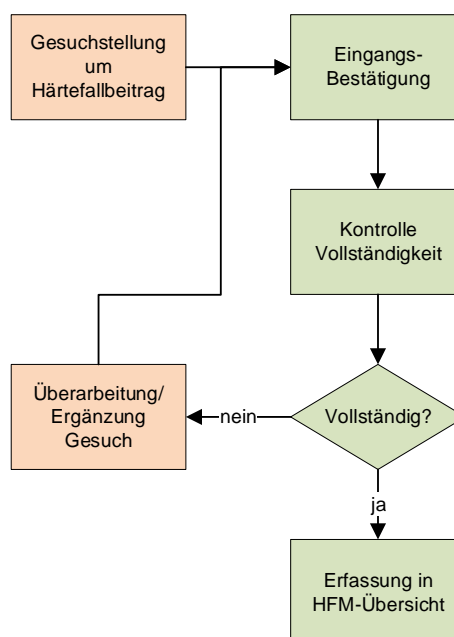 Gesuchstellung
um
Härtefallbeitrag
Eingangs-
Bestätigung
Kontrolle
Vollständigkeit
Überarbeitung/
Ergänzung
Gesuch
nein
Vollständig?
ja
Erfassung in
HFM-Übersicht